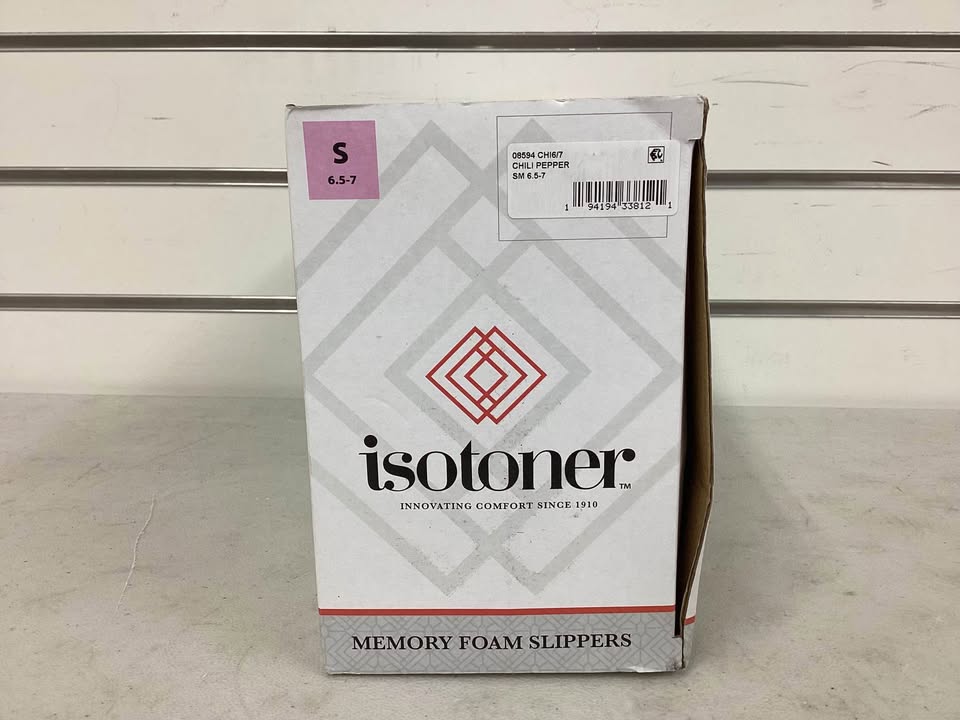 S
6.5-7
08594 CHI6/7
CHILI PEPPER
SM 6.5-7
1 94194 33812 1
isotoner™
INNOVATING COMFORT SINCE 1910
MEMORY FOAM SLIPPERS